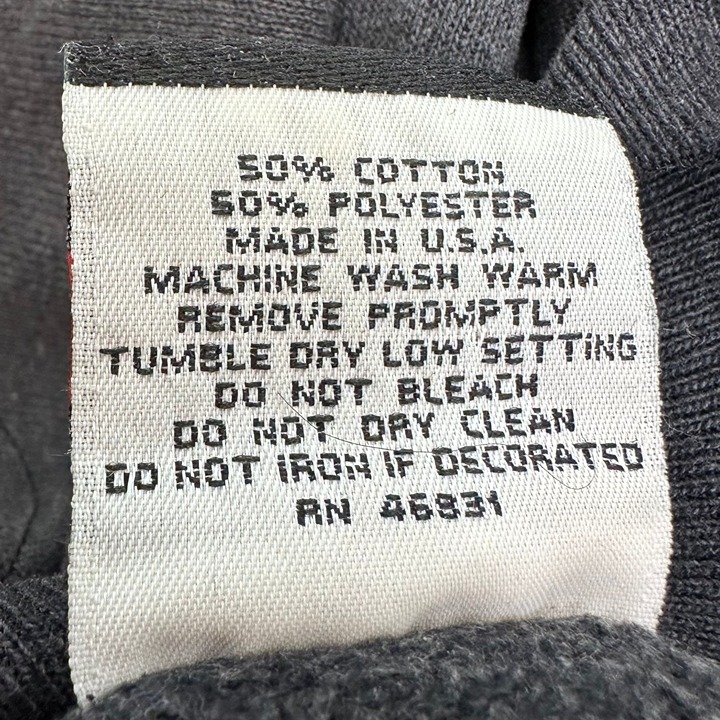 50% COTTON
50% POLYESTER
MADE IN U.S.A.
MACHINE WASH WARM
REMOVE PROMPTLY
TUMBLE DRY LOW SETTING
DO NOT BLEACH
DO NOT DRY CLEAN
DO NOT IRON IF DECORATED
RN 46931